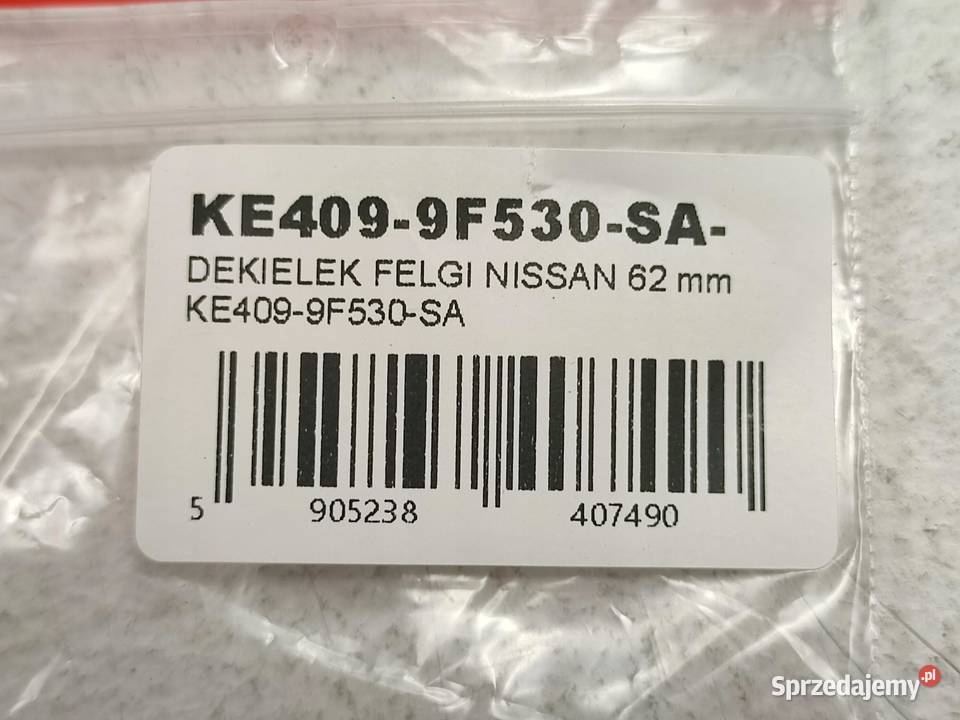 KE409-9F530-SA-
DEKIELEK FELGI NISSAN 62 mm
KE409-9F530-SA
5 905238 407490
Sprzedajemy.pl